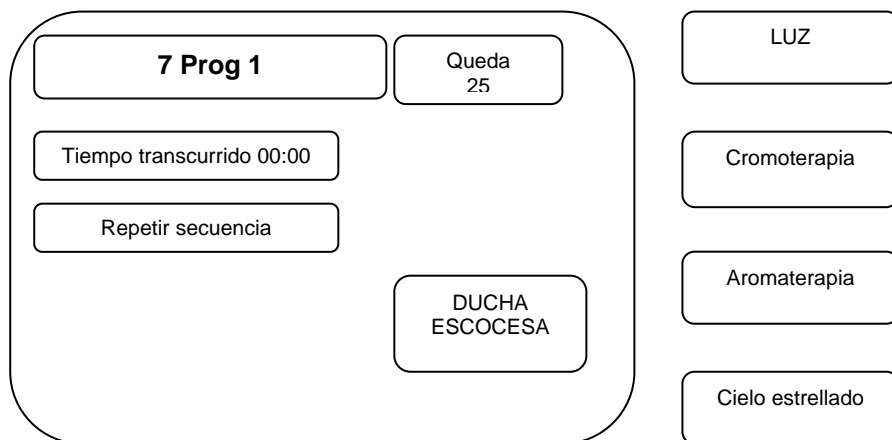 7 Prog 1
Queda
25
LUZ
Tiempo transcurrido 00:00
Cromoterapia
Repetir secuencia
Aromaterapia
DUCHA
ESCOCESA
Cielo estrellado